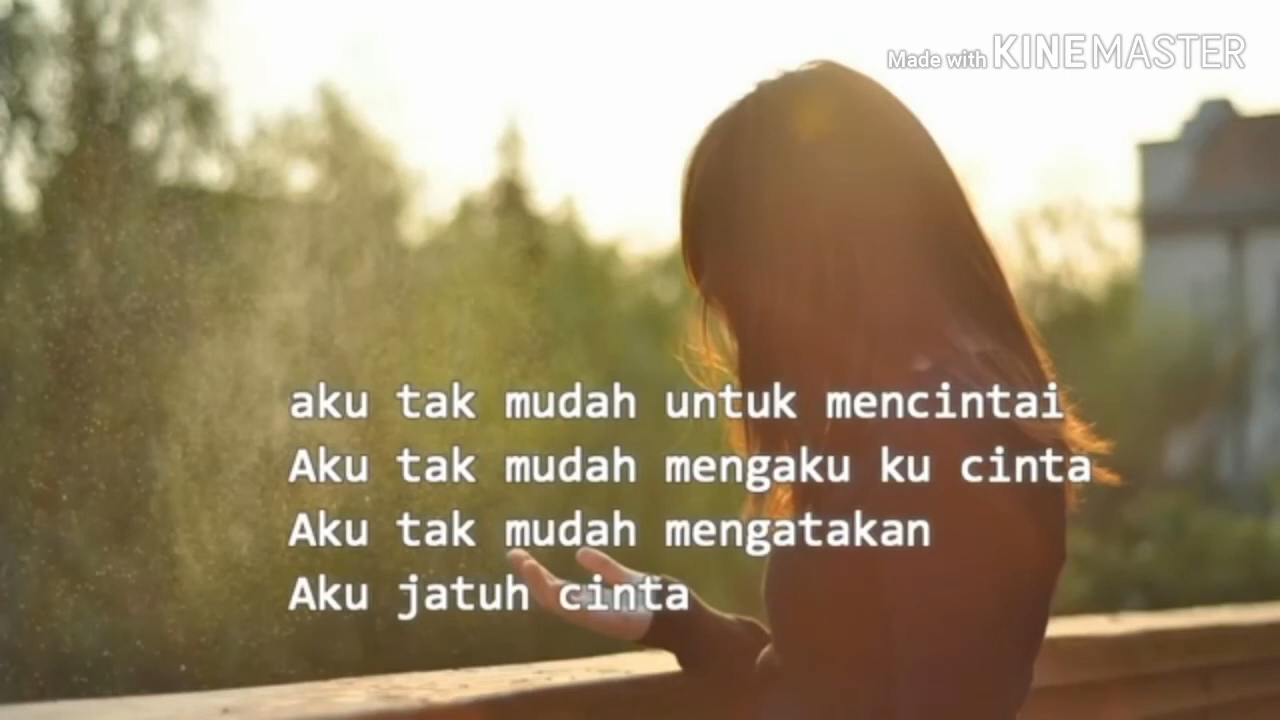 Made with KINEMASTER
aku tak mudah untuk mencintai
Aku tak mudah mengaku ku cinta
Aku tak mudah mengatakan
Aku jatuh cinta